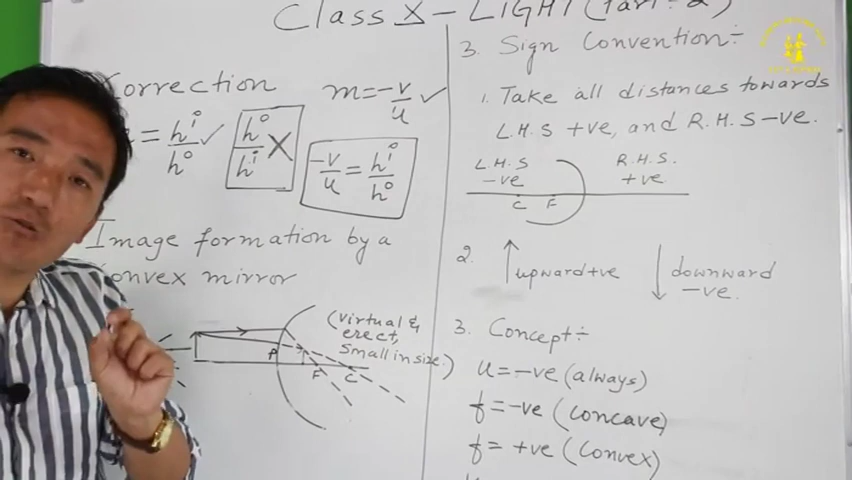 Class X - LIGHT (Part-2)
Correction
m = -v/u ✓
= hi/ho ✓
ho/hi X
-v/u = hi/ho
Image formation by a
Convex mirror
(virtual &
erect,
small in size.)
P
F
C
3. Sign Convention:-
1. Take all distances towards
L.H.S +ve, and R.H.S -ve.
L.H.S
-ve
R.H.S.
+ve
C F
2. upward +ve
downward
-ve.
3. Concept:-
u = -ve (always)
f = -ve (concave)
f = +ve (convex)